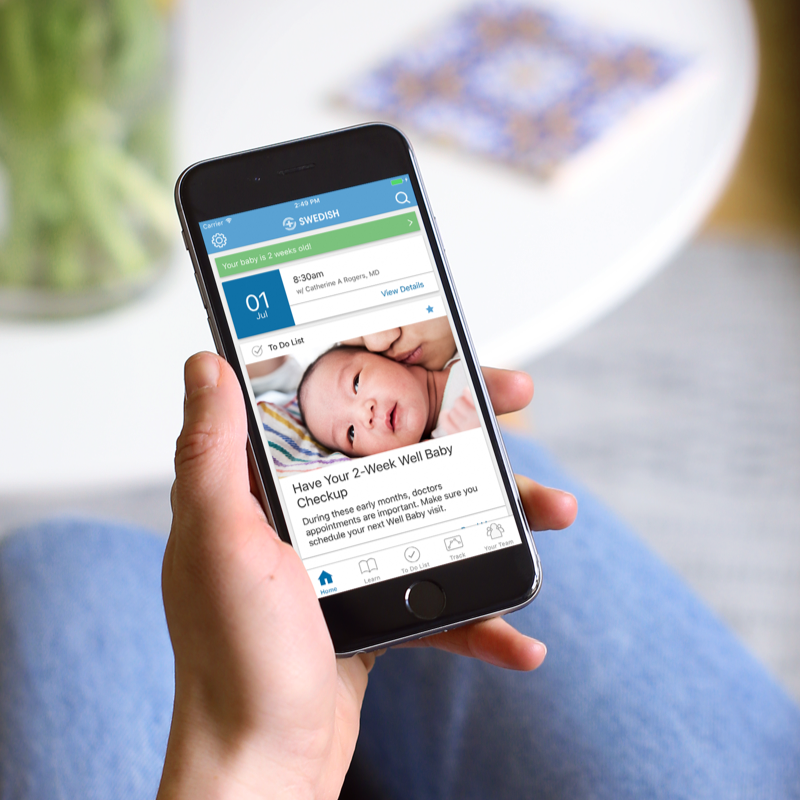 Carrier 2:49 PM
SWEDISH
Your baby is 2 weeks old!
01
Jul
8:30am
w/ Catherine A Rogers, MD
View Details
To Do List
Have Your 2-Week Well Baby
Checkup
During these early months, doctors
appointments are important. Make sure you
schedule your next Well Baby visit.
Home Learn To Do List Track Your Team